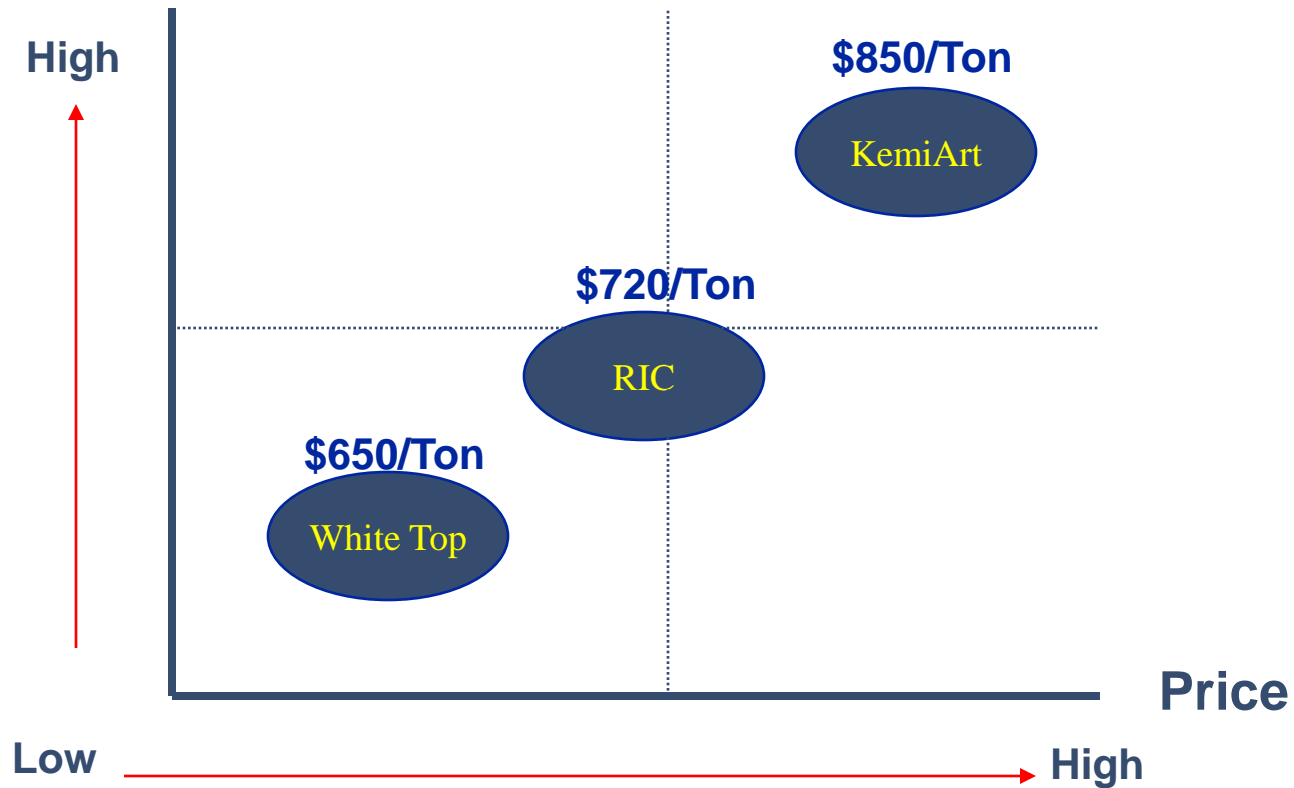 High
$850/Ton
KemiArt
$720/Ton
RIC
$650/Ton
White Top
Price
Low
High